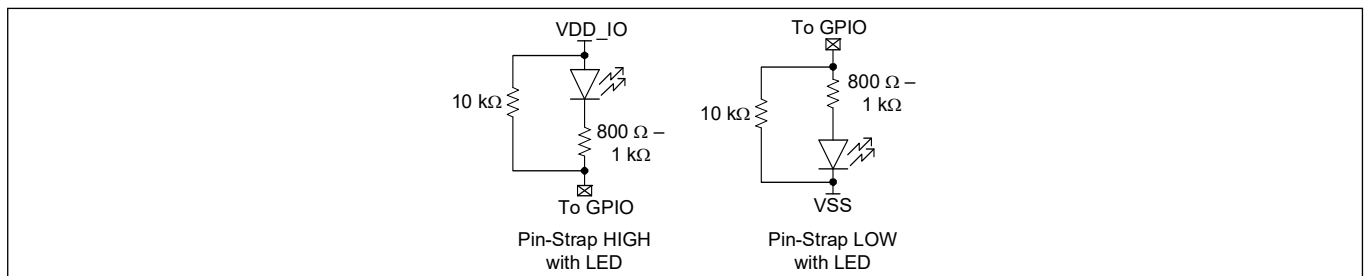 VDD_IO
10 kΩ
800 Ω –
1 kΩ
To GPIO
Pin-Strap HIGH
with LED
To GPIO
800 Ω –
1 kΩ
10 kΩ
VSS
Pin-Strap LOW
with LED